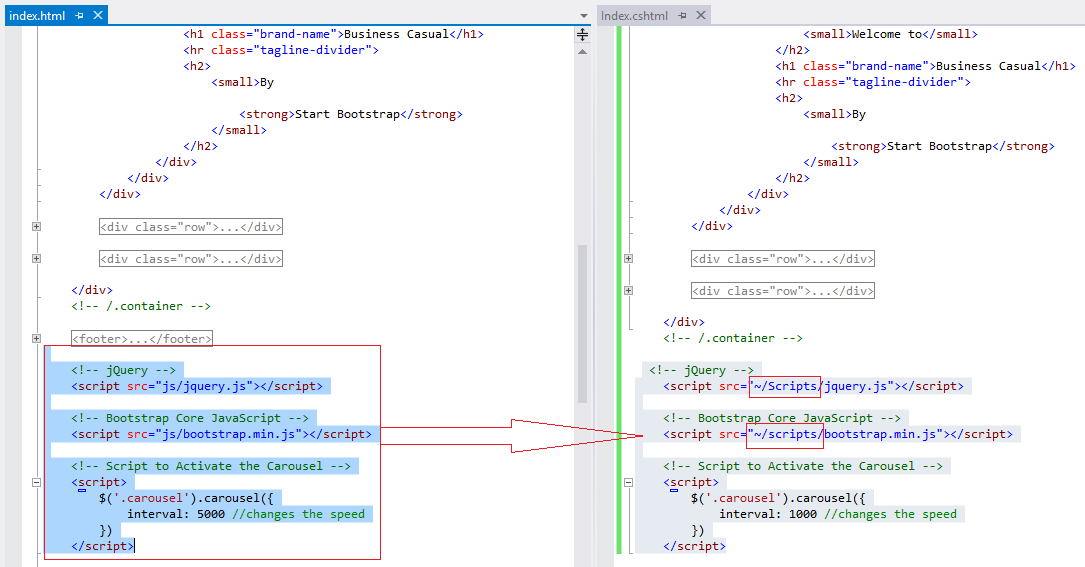 index.html
<h1 class="brand-name">Business Casual</h1>
<hr class="tagline-divider">
<h2>
<small>By
<strong>Start Bootstrap</strong>
</small>
</h2>
</div>
</div>
</div>
<div class="row">...</div>
<div class="row">...</div>
</div>
<!-- /.container -->
<footer>...</footer>
<!-- jQuery -->
<script src="js/jquery.js"></script>
<!-- Bootstrap Core JavaScript -->
<script src="js/bootstrap.min.js"></script>
<!-- Script to Activate the Carousel -->
<script>
$('.carousel').carousel({
interval: 5000 //changes the speed
})
</script>
Index.cshtml
<small>Welcome to</small>
</h2>
<h1 class="brand-name">Business Casual</h1>
<hr class="tagline-divider">
<h2>
<small>By
<strong>Start Bootstrap</strong>
</small>
</h2>
</div>
</div>
</div>
<div class="row">...</div>
<div class="row">...</div>
</div>
<!-- /.container -->
<!-- jQuery -->
<script src="~/Scripts/jquery.js"></script>
<!-- Bootstrap Core JavaScript -->
<script src="~/scripts/bootstrap.min.js"></script>
<!-- Script to Activate the Carousel -->
<script>
$('.carousel').carousel({
interval: 1000 //changes the speed
})
</script>